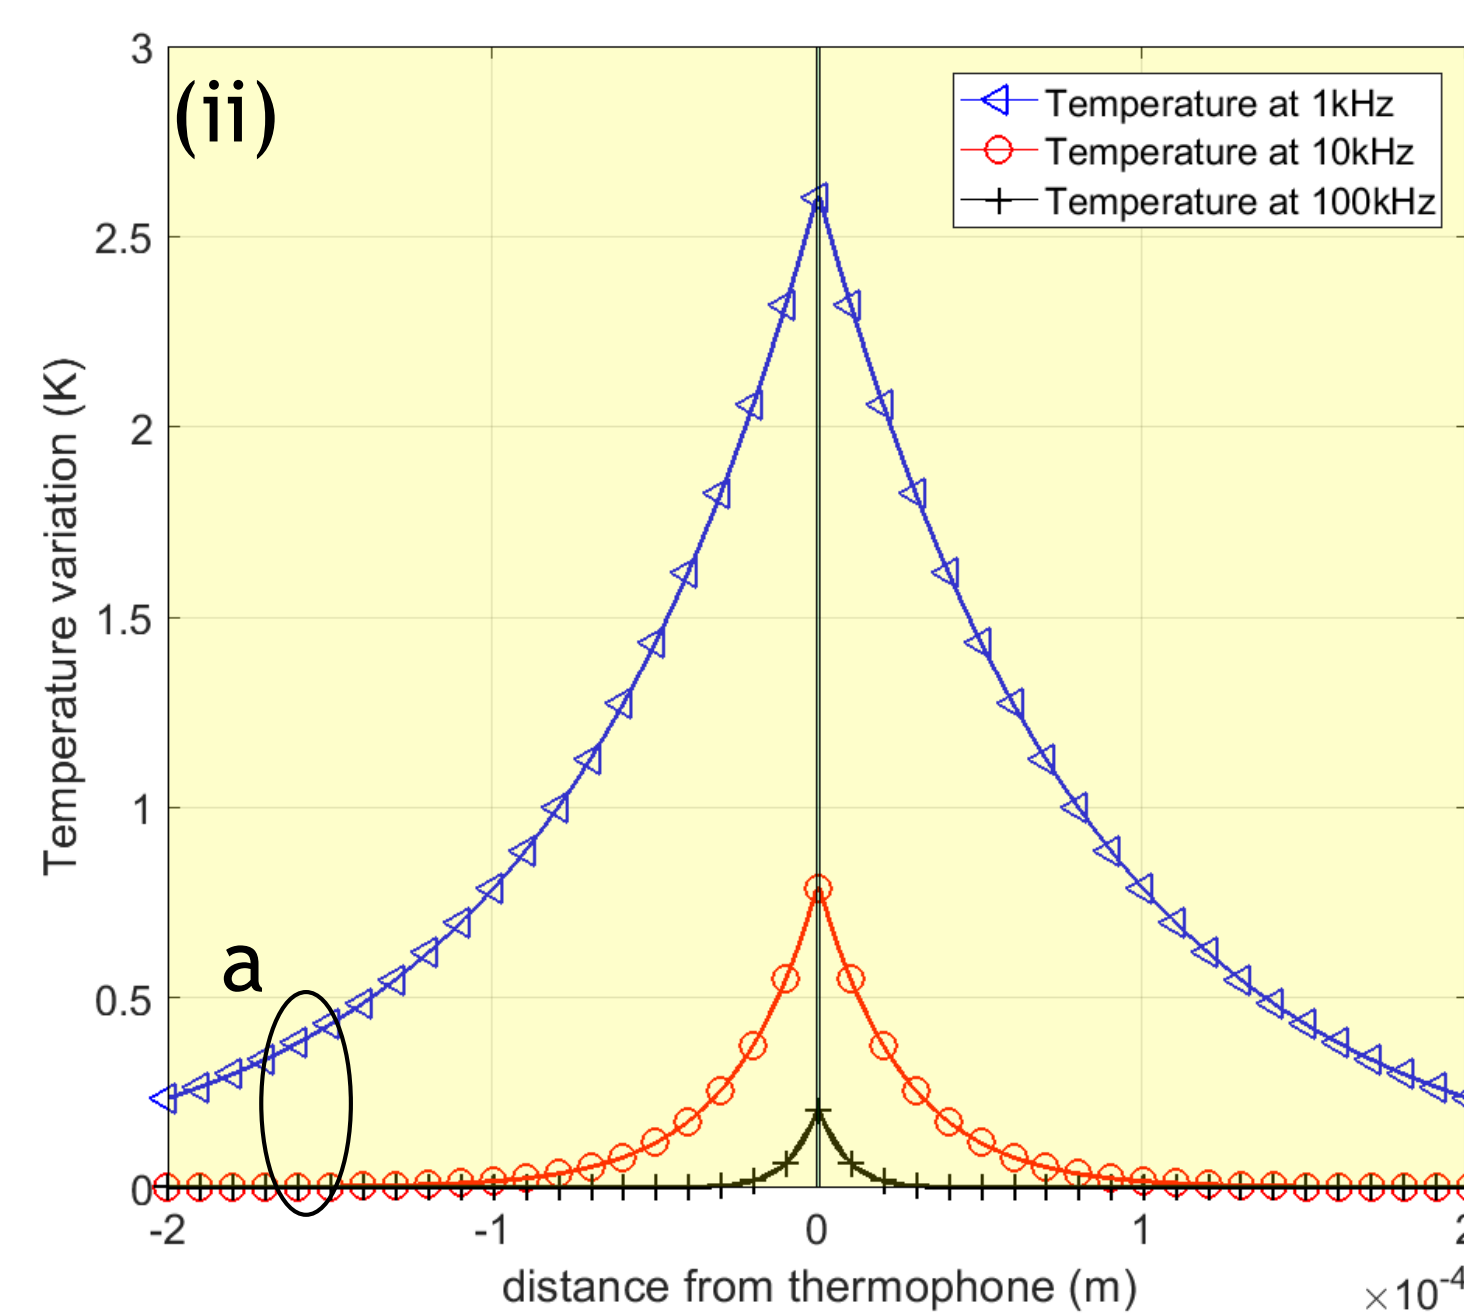 (ii)
Temperature at 1kHz
Temperature at 10kHz
Temperature at 100kHz
3
2.5
2
1.5
1
0.5
0
Temperature variation (K)
a
-2
-1
0
1
2
distance from thermophone (m)
×10-4